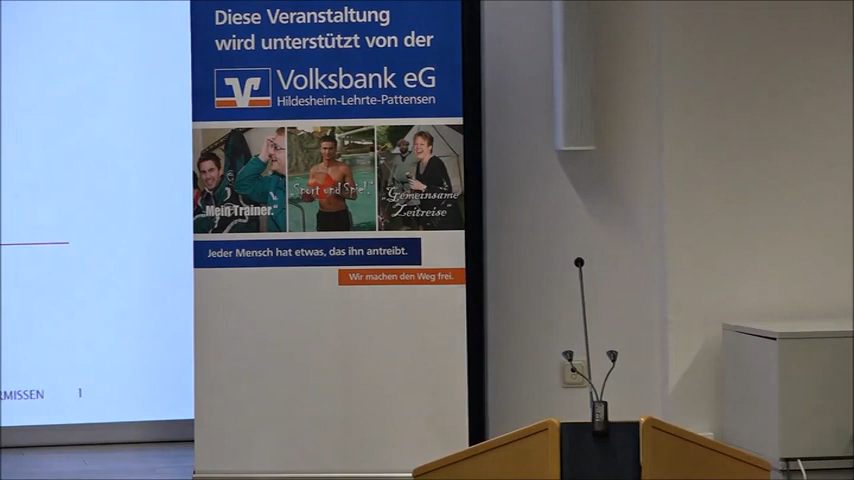 Diese Veranstaltung
wird unterstützt von der
Volksbank eG
Hildesheim-Lehrte-Pattensen
„Mein Trainer.“
„Sport und Spiel.“
„Gemeinsame
Zeitreise“
Jeder Mensch hat etwas, das ihn antreibt.
Wir machen den Weg frei.
RMISSEN 1